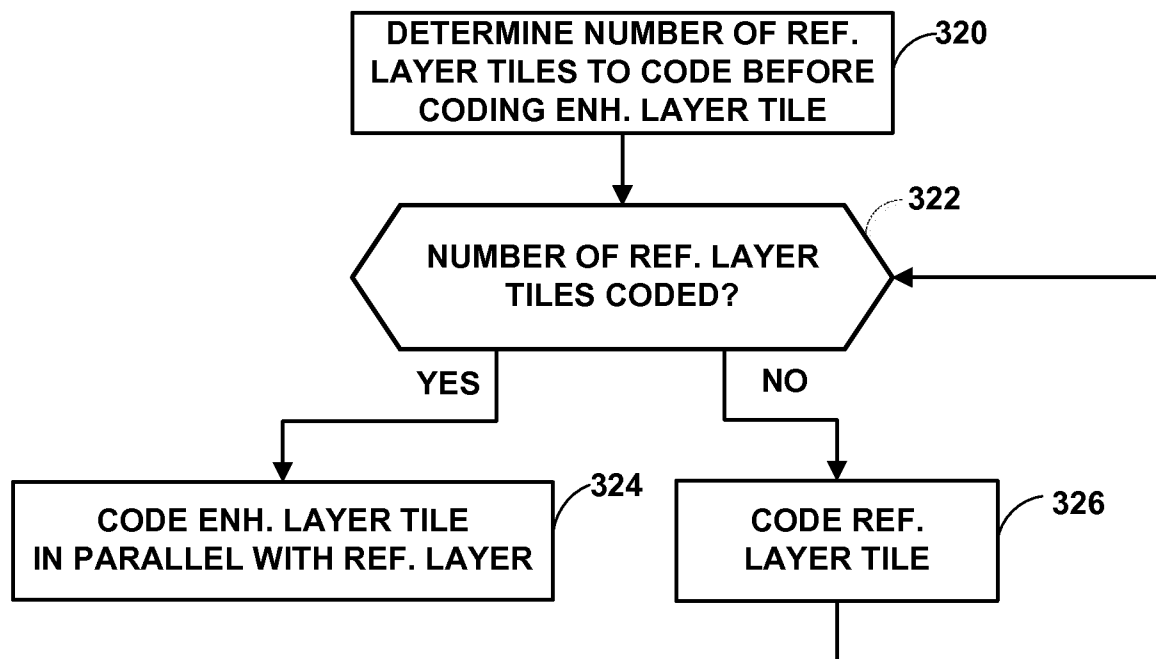 DETERMINE NUMBER OF REF.
LAYER TILES TO CODE BEFORE
CODING ENH. LAYER TILE
320
322
NUMBER OF REF. LAYER
TILES CODED?
YES
NO
324
CODE ENH. LAYER TILE
IN PARALLEL WITH REF. LAYER
326
CODE REF.
LAYER TILE